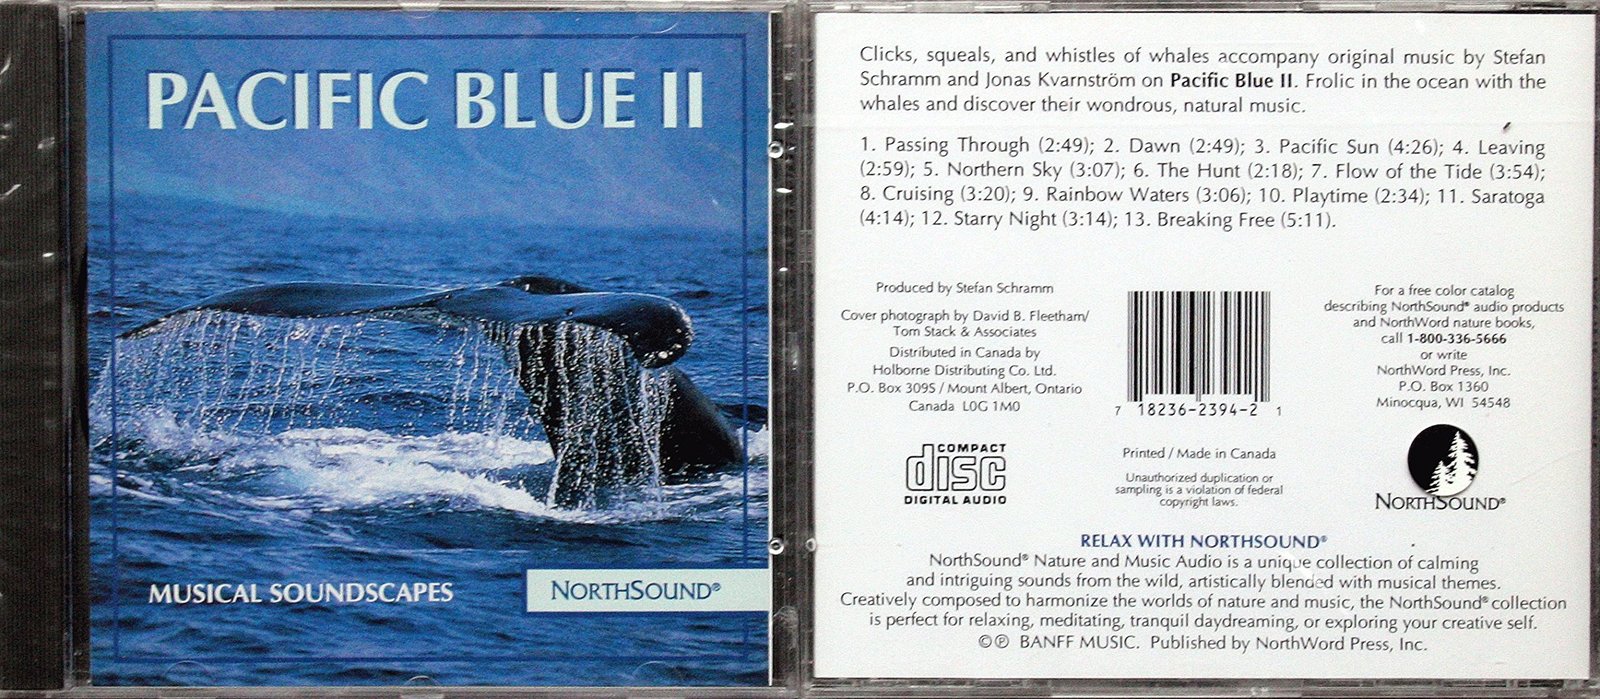 PACIFIC BLUE II
MUSICAL SOUNDSCAPES
NORTHSOUND®
Clicks, squeals, and whistles of whales accompany original music by Stefan
Schramm and Jonas Kvarnström on Pacific Blue II. Frolic in the ocean with the
whales and discover their wondrous, natural music.
1. Passing Through (2:49); 2. Dawn (2:49); 3. Pacific Sun (4:26); 4. Leaving
(2:59); 5. Northern Sky (3:07); 6. The Hunt (2:18); 7. Flow of the Tide (3:54);
8. Cruising (3:20); 9. Rainbow Waters (3:06); 10. Playtime (2:34); 11. Saratoga
(4:14); 12. Starry Night (3:14); 13. Breaking Free (5:11).
Produced by Stefan Schramm
Cover photograph by David B. Fleetham/
Tom Stack & Associates
Distributed in Canada by
Holborne Distributing Co. Ltd.
P.O. Box 309S / Mount Albert, Ontario
Canada L0G 1M0
COMPACT
disc
DIGITAL AUDIO
7 18236-2394-2 1
Printed / Made in Canada
Unauthorized duplication or
sampling is a violation of federal
copyright laws.
For a free color catalog
describing NorthSound® audio products
and NorthWord nature books,
call 1-800-336-5666
or write
NorthWord Press, Inc.
P.O. Box 1360
Minocqua, WI 54548
NORTHSOUND®
RELAX WITH NORTHSOUND®
NorthSound® Nature and Music Audio is a unique collection of calming
and intriguing sounds from the wild, artistically blended with musical themes.
Creatively composed to harmonize the worlds of nature and music, the NorthSound® collection
is perfect for relaxing, meditating, tranquil daydreaming, or exploring your creative self.
©℗ BANFF MUSIC. Published by NorthWord Press, Inc.